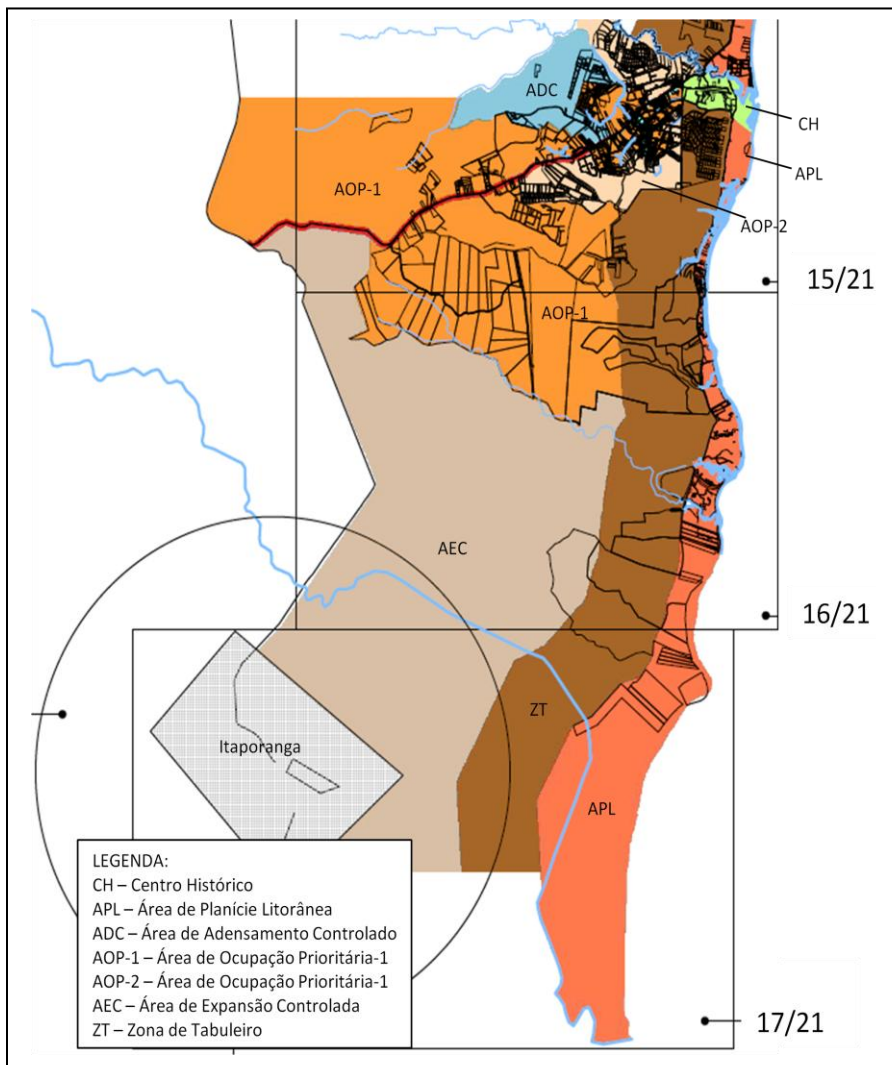 ADC
CH
APL
AOP-1
AOP-2
15/21
AOP-1
AEC
16/21
ZT
Itaporanga
APL
LEGENDA:
CH – Centro Histórico
APL – Área de Planície Litorânea
ADC – Área de Adensamento Controlado
AOP-1 – Área de Ocupação Prioritária-1
AOP-2 – Área de Ocupação Prioritária-1
AEC – Área de Expansão Controlada
ZT – Zona de Tabuleiro
17/21